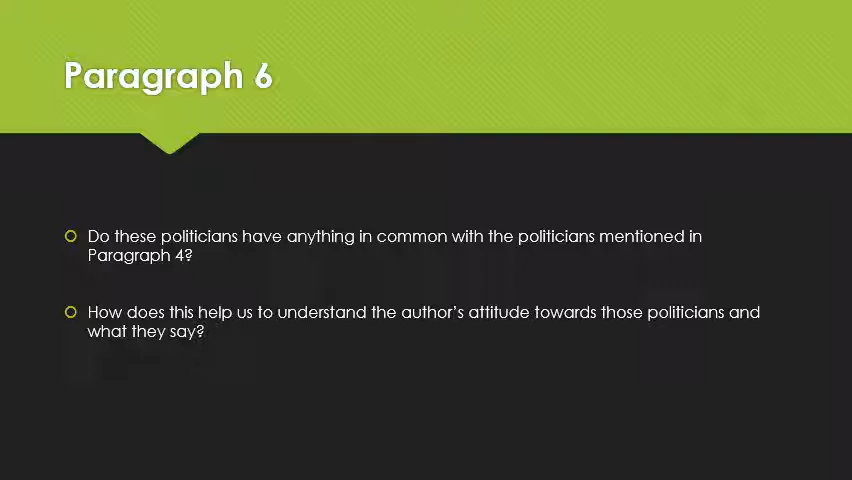 Paragraph 6
Do these politicians have anything in common with the politicians mentioned in
Paragraph 4?
How does this help us to understand the author's attitude towards those politicians and
what they say?